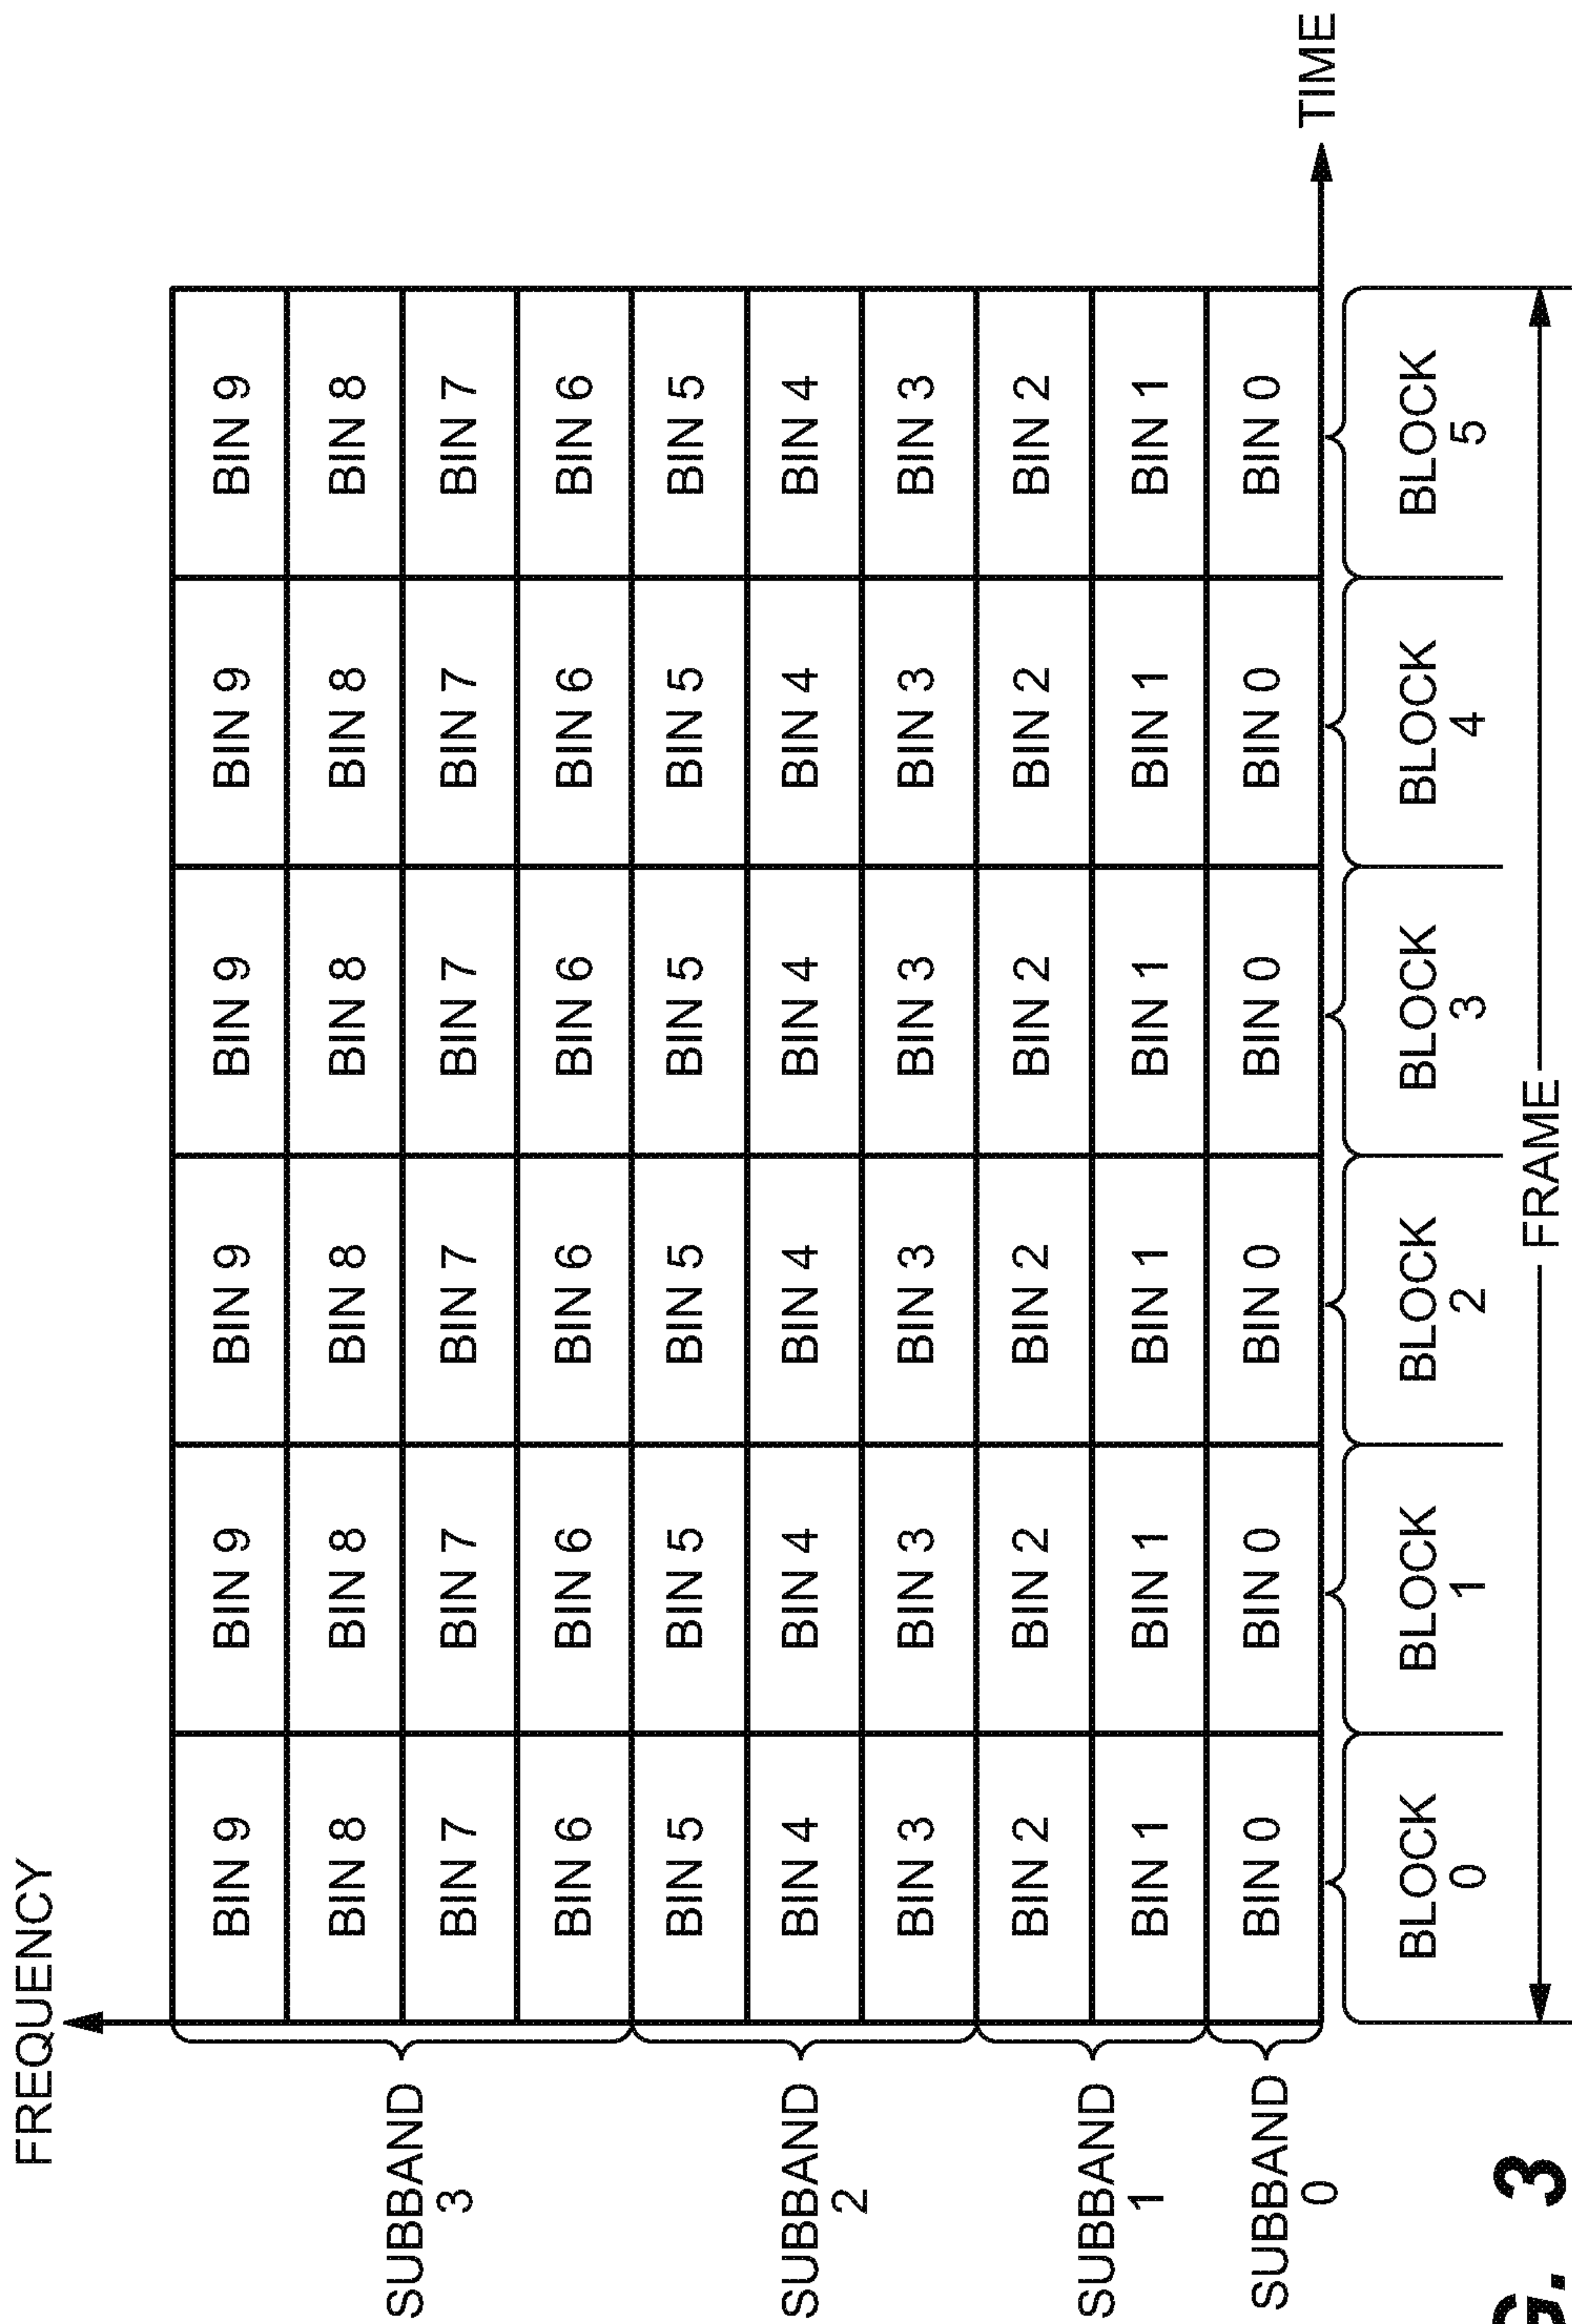 FREQUENCY
BIN 9 BIN 9 BIN 9 BIN 9 BIN 9 BIN 9
BIN 8 BIN 8 BIN 8 BIN 8 BIN 8 BIN 8
SUBBAND
3
BIN 7 BIN 7 BIN 7 BIN 7 BIN 7 BIN 7
BIN 6 BIN 6 BIN 6 BIN 6 BIN 6 BIN 6
BIN 5 BIN 5 BIN 5 BIN 5 BIN 5 BIN 5
SUBBAND
2
BIN 4 BIN 4 BIN 4 BIN 4 BIN 4 BIN 4
BIN 3 BIN 3 BIN 3 BIN 3 BIN 3 BIN 3
BIN 2 BIN 2 BIN 2 BIN 2 BIN 2 BIN 2
SUBBAND
1
BIN 1 BIN 1 BIN 1 BIN 1 BIN 1 BIN 1
SUBBAND
0
BIN 0 BIN 0 BIN 0 BIN 0 BIN 0 BIN 0
TIME
BLOCK
0
BLOCK
1
BLOCK
2
BLOCK
3
BLOCK
4
BLOCK
5
FRAME
G. 3